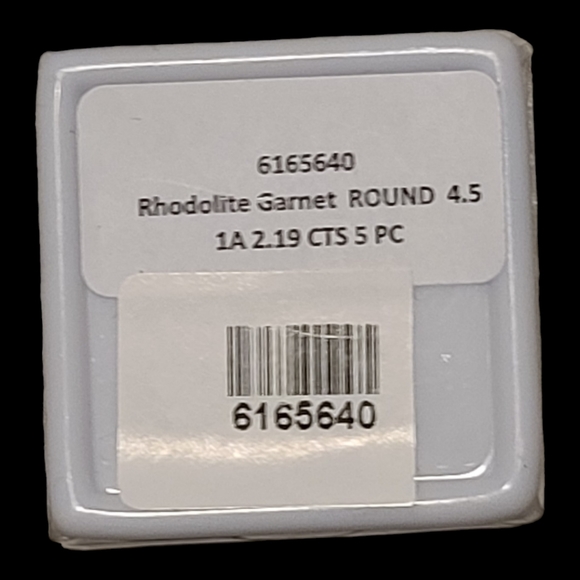 6165640
Rhodolite Garnet ROUND 4.5
1A 2.19 CTS 5 PC
6165640